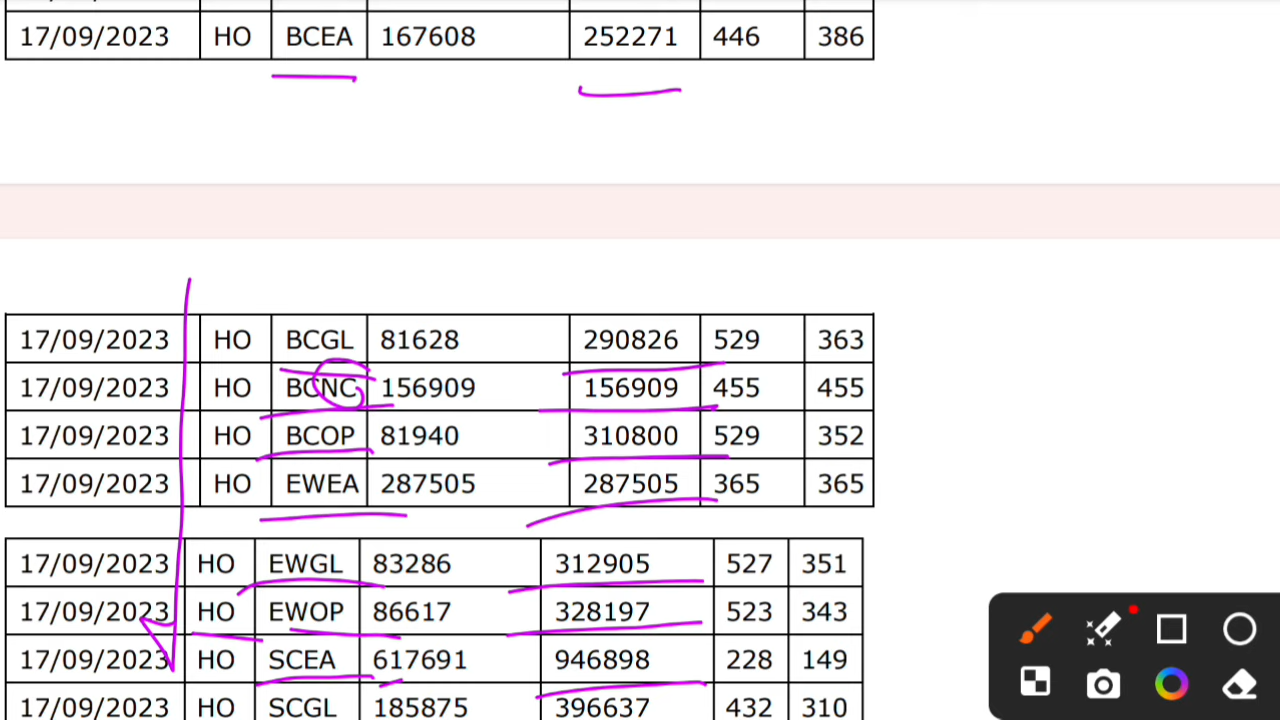 17/09/2023 HO BCEA 167608 252271 446 386
17/09/2023 HO BCGL 81628 290826 529 363
17/09/2023 HO BCNC 156909 156909 455 455
17/09/2023 HO BCOP 81940 310800 529 352
17/09/2023 HO EWEA 287505 287505 365 365
17/09/2023 HO EWGL 83286 312905 527 351
17/09/2023 HO EWOP 86617 328197 523 343
17/09/2023 HO SCEA 617691 946898 228 149
17/09/2023 HO SCGL 185875 396637 432 310